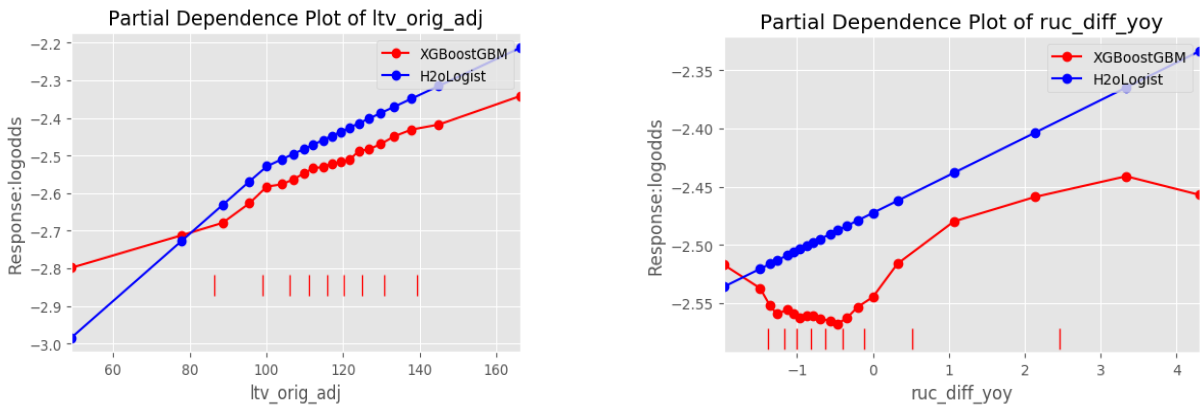 Partial Dependence Plot of ltv_orig_adj
XGBoostGBM
H2oLogist
−2.2
−2.3
−2.4
−2.5
−2.6
−2.7
−2.8
−2.9
−3.0
Response:logodds
60 80 100 120 140 160
ltv_orig_adj
Partial Dependence Plot of ruc_diff_yoy
XGBoostGBM
H2oLogist
−2.35
−2.40
−2.45
−2.50
−2.55
Response:logodds
−1 0 1 2 3 4
ruc_diff_yoy